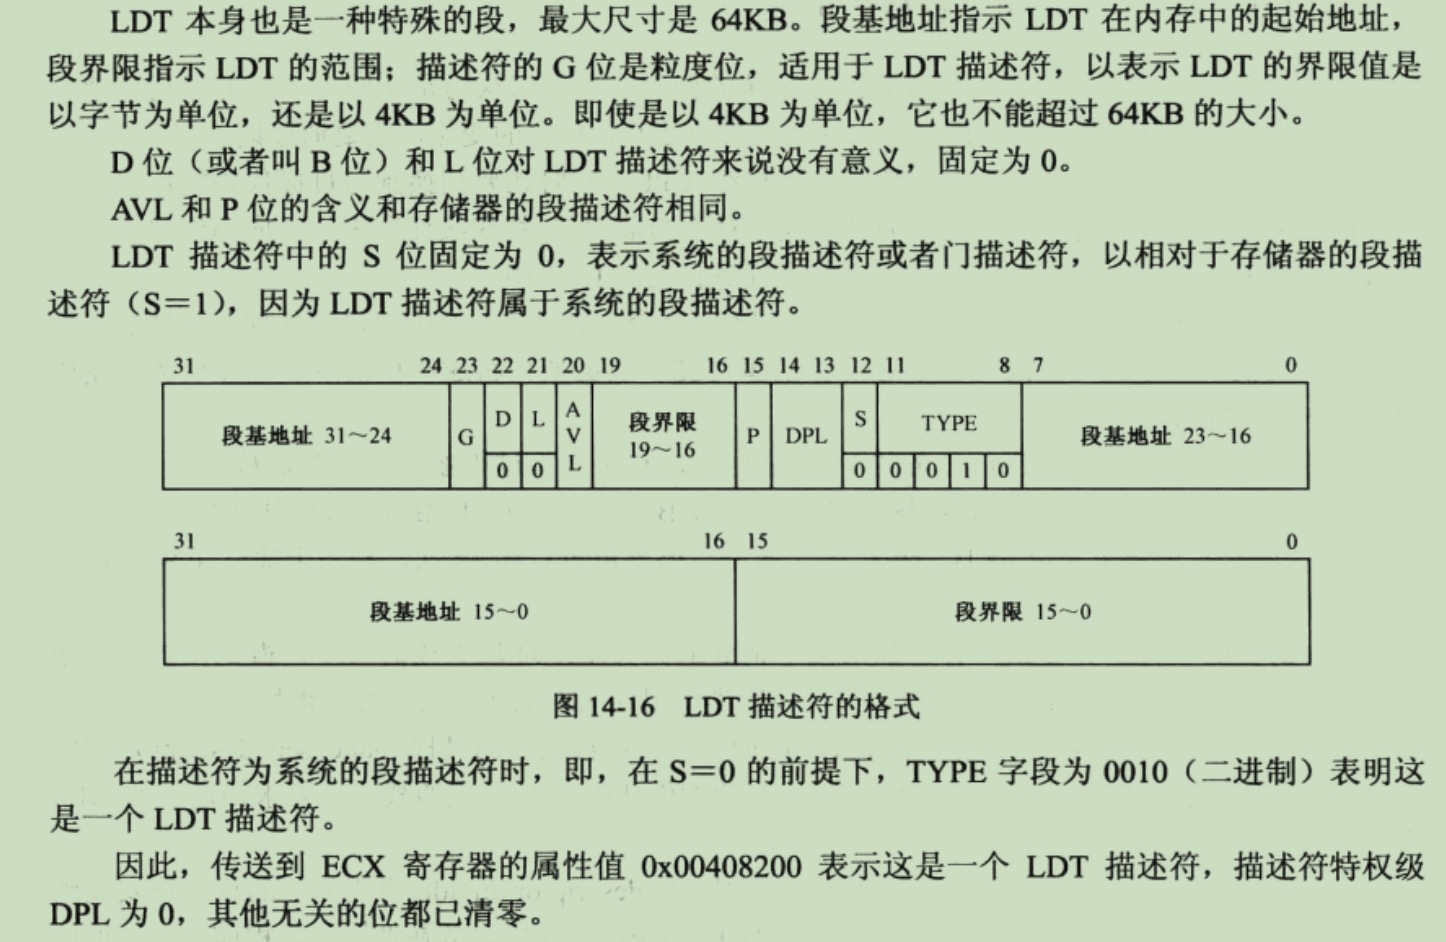 LDT 本身也是一种特殊的段，最大尺寸是 64KB。段基地址指示 LDT 在内存中的起始地址，
段界限指示 LDT 的范围；描述符的 G 位是粒度位，适用于 LDT 描述符，以表示 LDT 的界限值是
以字节为单位，还是以 4KB 为单位。即使是以 4KB 为单位，它也不能超过 64KB 的大小。
D 位（或者叫 B 位）和 L 位对 LDT 描述符来说没有意义，固定为 0。
AVL 和 P 位的含义和存储器的段描述符相同。
LDT 描述符中的 S 位固定为 0，表示系统的段描述符或者门描述符，以相对于存储器的段描
述符（S＝1），因为 LDT 描述符属于系统的段描述符。
31 24 23 22 21 20 19 16 15 14 13 12 11 8 7 0
段基地址 31～24 G D L AVL 段界限 19～16 P DPL S TYPE 段基地址 23～16
0 0 0 0 0 1 0
31 16 15 0
段基地址 15～0 段界限 15～0
图 14-16 LDT 描述符的格式
在描述符为系统的段描述符时，即，在 S＝0 的前提下，TYPE 字段为 0010（二进制）表明这
是一个 LDT 描述符。
因此，传送到 ECX 寄存器的属性值 0x00408200 表示这是一个 LDT 描述符，描述符特权级
DPL 为 0，其他无关的位都已清零。